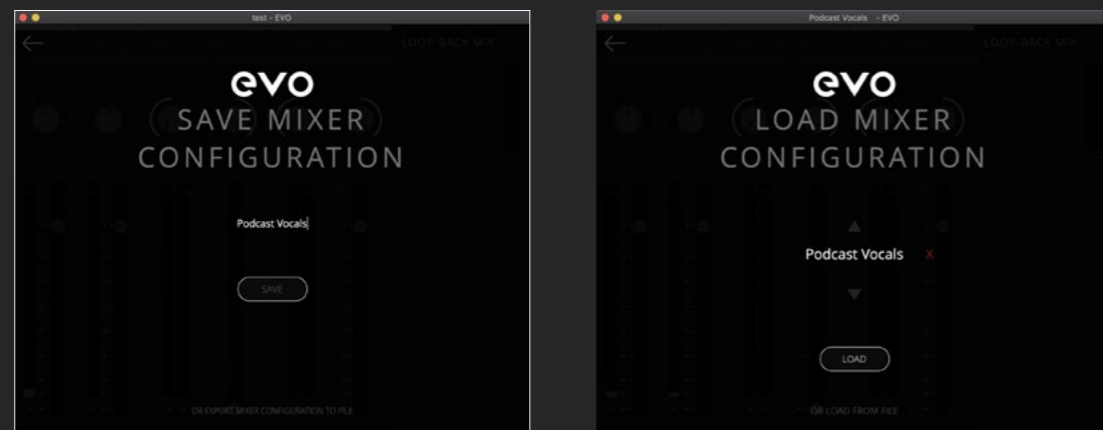 test - EVO
LOOP-BACK MIX
evo
SAVE MIXER
CONFIGURATION
Podcast Vocals
SAVE
OR EXPORT MIXER CONFIGURATION TO FILE
Podcast Vocals - EVO
LOOP-BACK MIX
evo
LOAD MIXER
CONFIGURATION
Podcast Vocals X
LOAD
OR LOAD FROM FILE